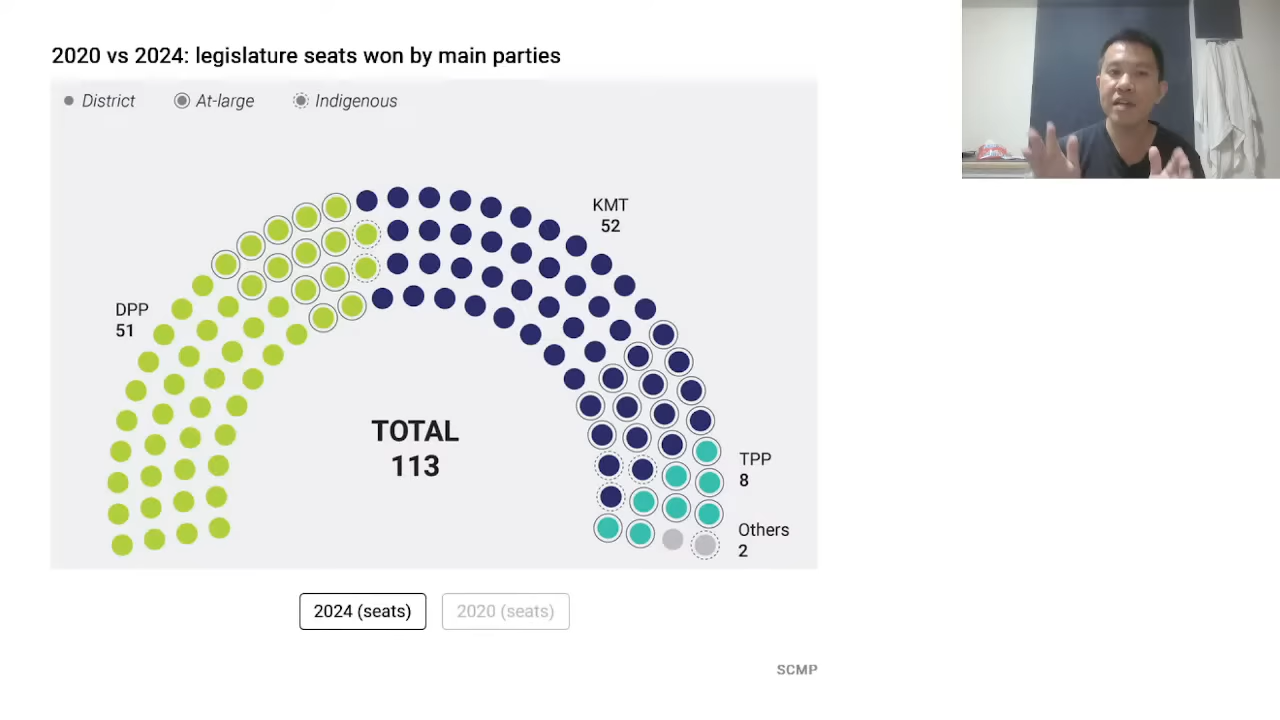 2020 vs 2024: legislature seats won by main parties
District
At-large
Indigenous
KMT
52
DPP
51
TOTAL
113
TPP
8
Others
2
2024 (seats)
2020 (seats)
SCMP